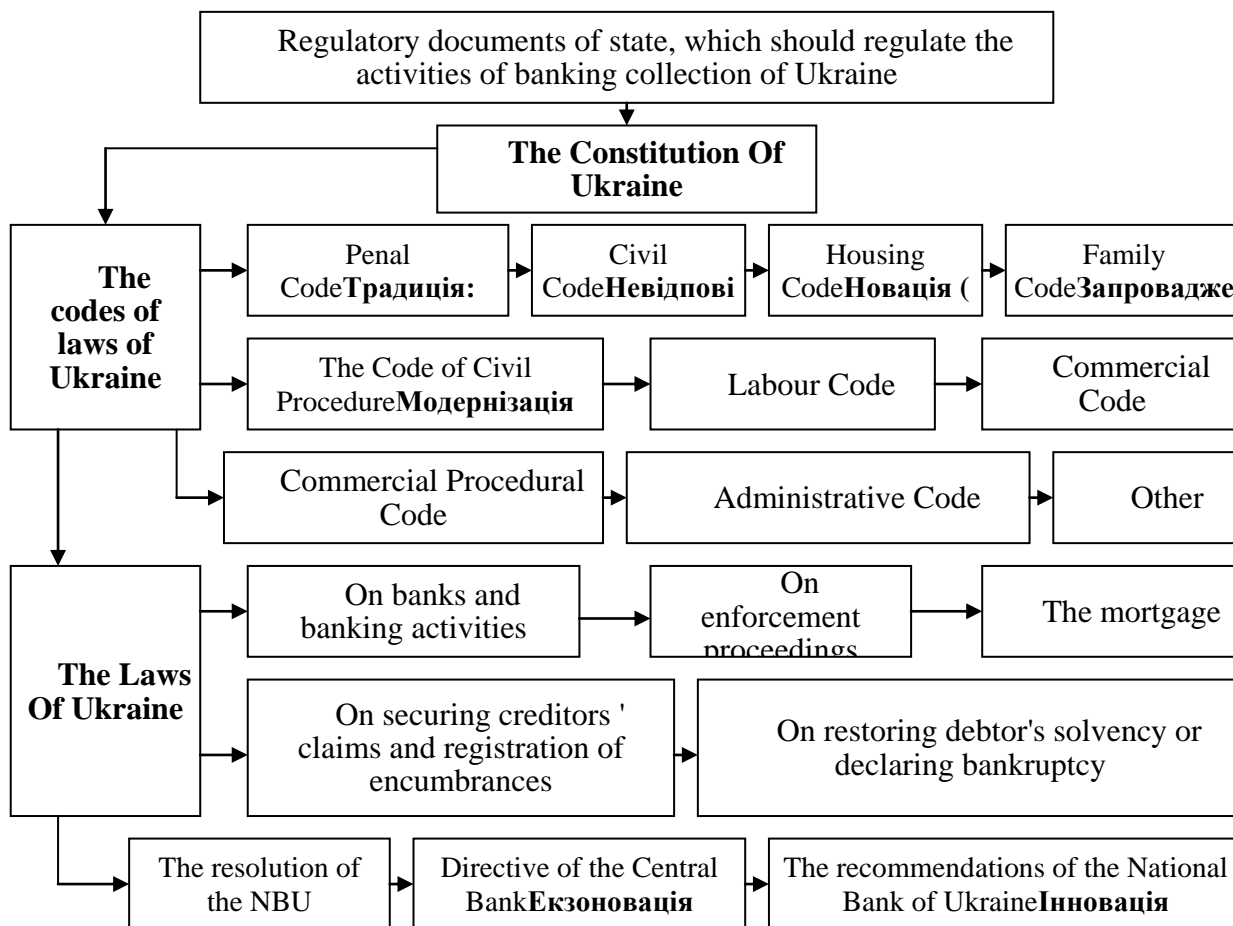 Regulatory documents of state, which should regulate the
activities of banking collection of Ukraine
The Constitution Of
Ukraine
The
codes of
laws of
Ukraine
Penal
CodeТрадиція:
Civil
CodeНевідпові
Housing
CodeНовація (
Family
CodeЗапровадже
The Code of Civil
ProcedureМодернізація
Labour Code
Commercial
Code
Commercial Procedural
Code
Administrative Code
Other
The Laws
Of Ukraine
On banks and
banking activities
On
enforcement
proceedings
The mortgage
On securing creditors '
claims and registration of
encumbrances
On restoring debtor's solvency or
declaring bankruptcy
The resolution of
the NBU
Directive of the Central
BankЕкзоновація
The recommendations of the National
Bank of UkraineІнновація